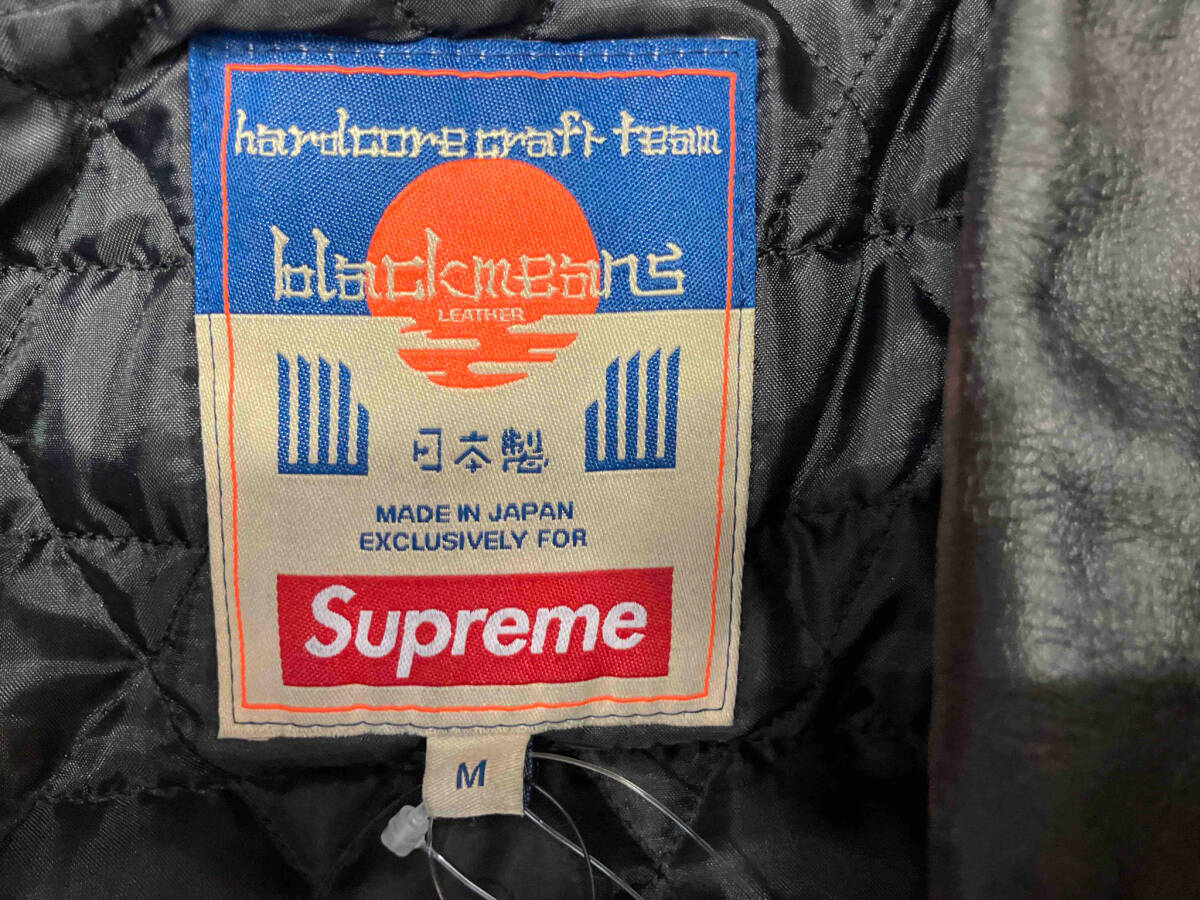 hardcore craft team
blackmeans
LEATHER
日本製
MADE IN JAPAN
EXCLUSIVELY FOR
Supreme
M